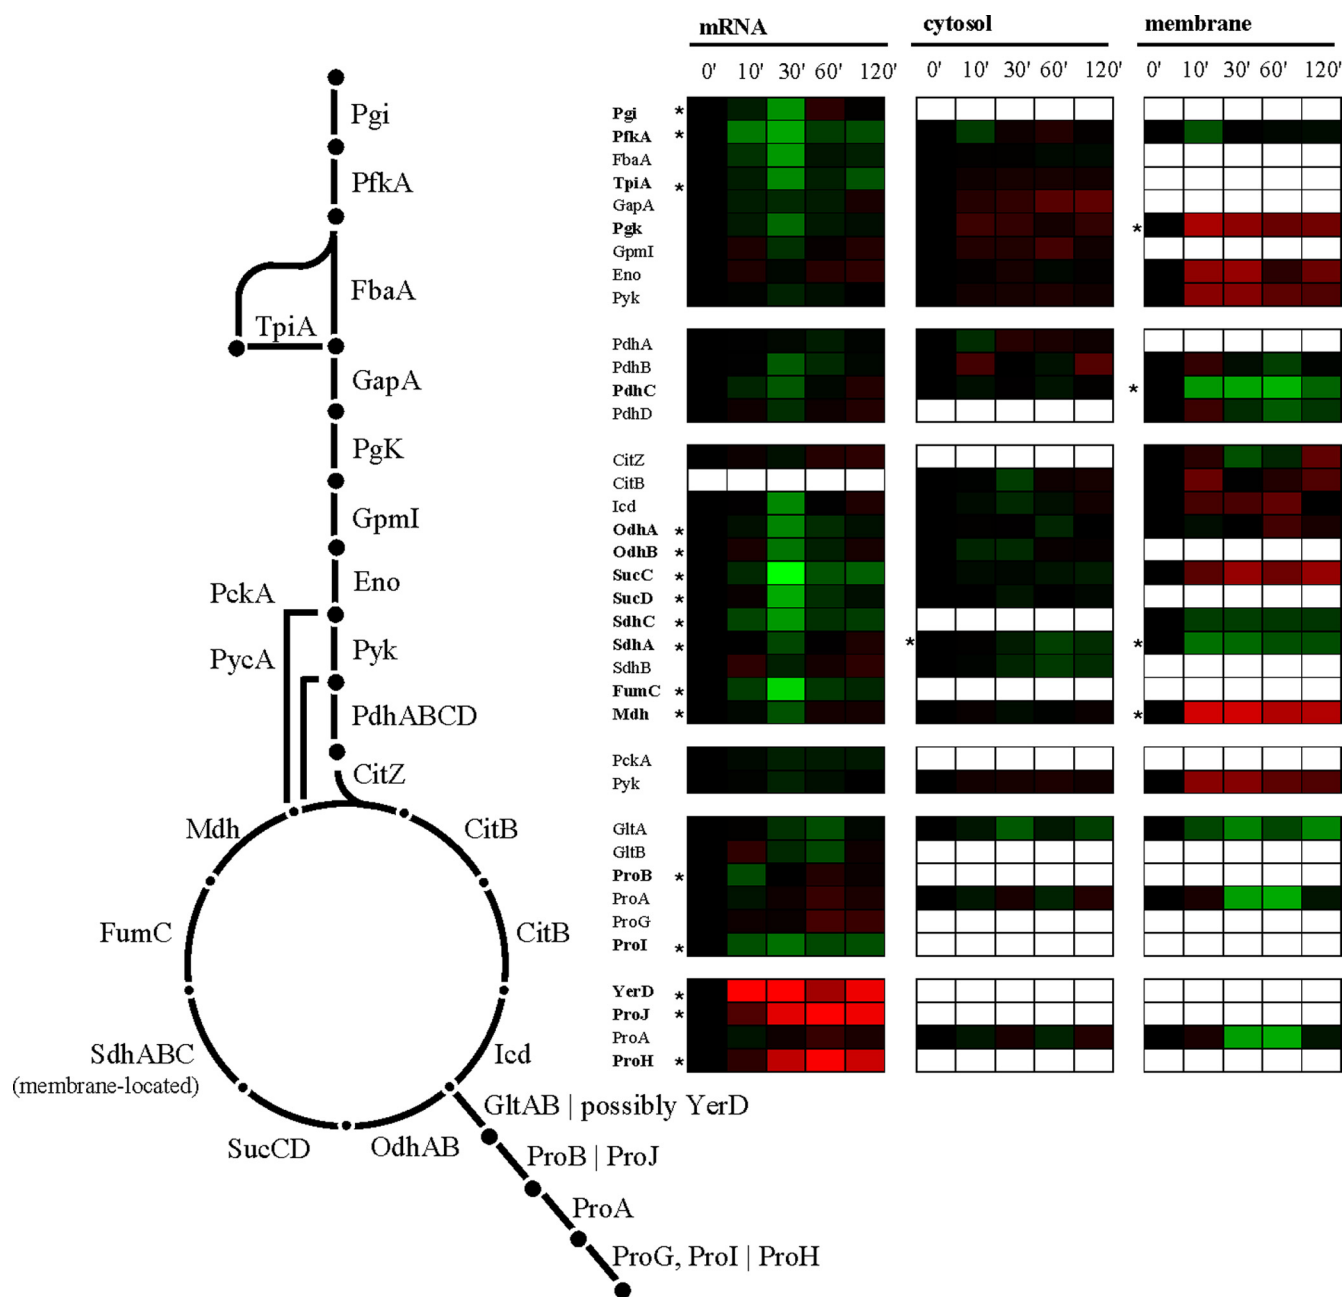 mRNA cytosol membrane
0' 10' 30' 60' 120' 0' 10' 30' 60' 120' 0' 10' 30' 60' 120'
Pgi
PfkA
FbaA
TpiA
GapA
PgK
GpmI
Eno
PckA
PycA
Pyk
PdhABCD
CitZ
Mdh
CitB
FumC
CitB
SdhABC
(membrane-located)
Icd
SucCD
OdhAB
GltAB | possibly YerD
ProB | ProJ
ProA
ProG, ProI | ProH
Pgi *
PfkA *
FbaA
TpiA *
GapA
Pgk *
GpmI
Eno
Pyk
PdhA
PdhB
PdhC *
PdhD
CitZ
CitB
Icd
OdhA *
OdhB *
SucC *
SucD *
SdhC *
SdhA * * *
SdhB
FumC *
Mdh * *
PckA
Pyk
GltA
GltB
ProB *
ProA
ProG
ProI *
YerD *
ProJ *
ProA
ProH *